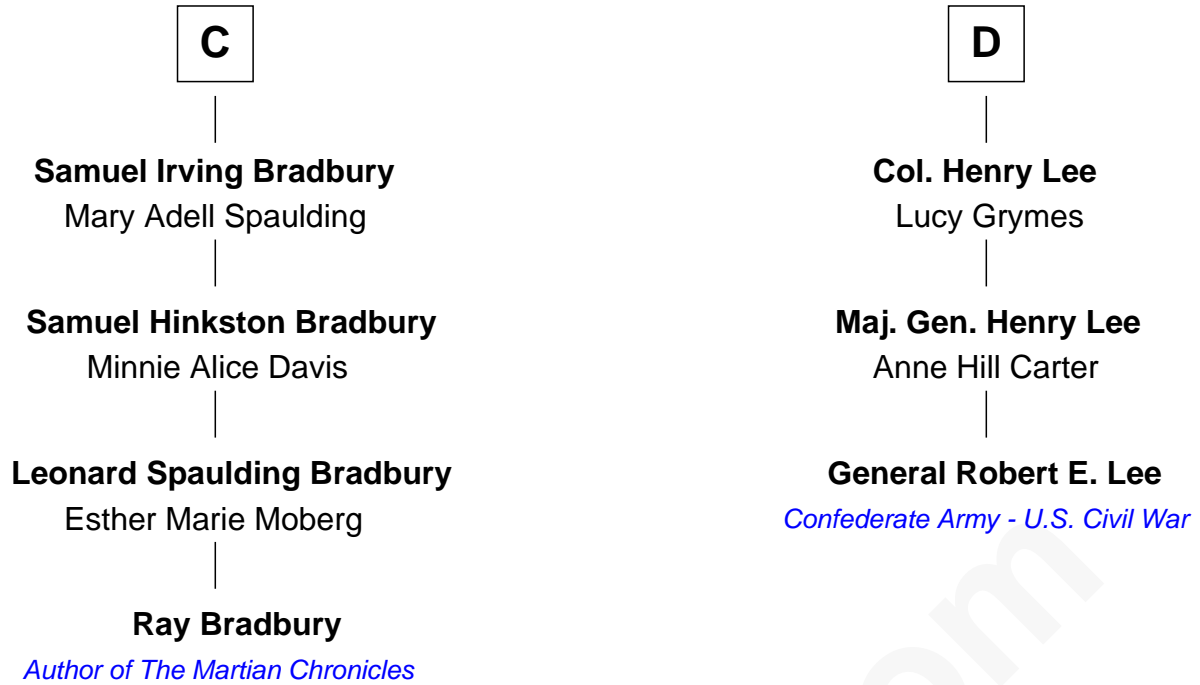 C
Samuel Irving Bradbury
Mary Adell Spaulding
Samuel Hinkston Bradbury
Minnie Alice Davis
Leonard Spaulding Bradbury
Esther Marie Moberg
Ray Bradbury
Author of The Martian Chronicles
D
Col. Henry Lee
Lucy Grymes
Maj. Gen. Henry Lee
Anne Hill Carter
General Robert E. Lee
Confederate Army - U.S. Civil War
om